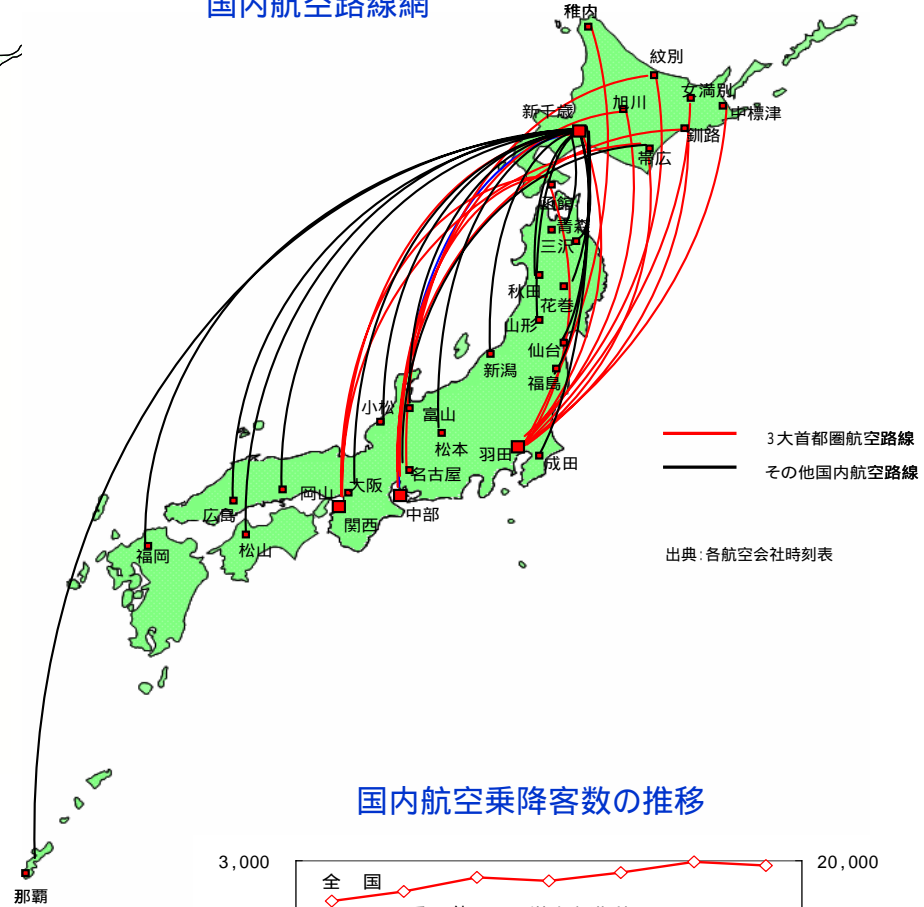 国内航空路線網
稚内
紋別
女満別
旭川
中標津
新千歳
釧路
帯広
函館
青森
三沢
秋田
花巻
山形
仙台
新潟
福島
小松
富山
松本
羽田
成田
名古屋
大阪
岡山
広島
関西
中部
松山
福岡
那覇
3大首都圏航空路線
その他国内航空路線
出典:各航空会社時刻表
国内航空乗降客数の推移
3,000
20,000
全 国